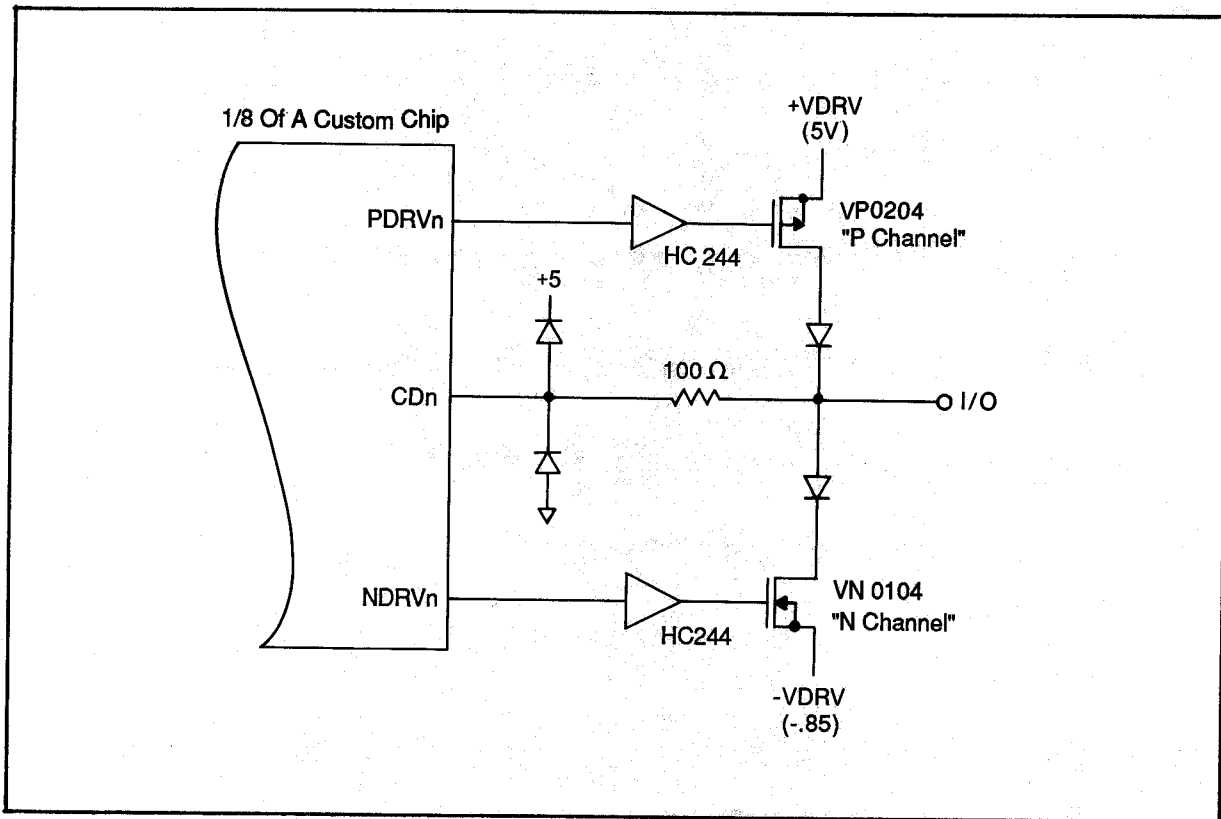 1/8 Of A Custom Chip
+VDRV
(5V)
PDRVn
HC 244
VP0204
"P Channel"
+5
100 Ω
CDn
I/O
NDRVn
HC244
VN 0104
"N Channel"
-VDRV
(-.85)